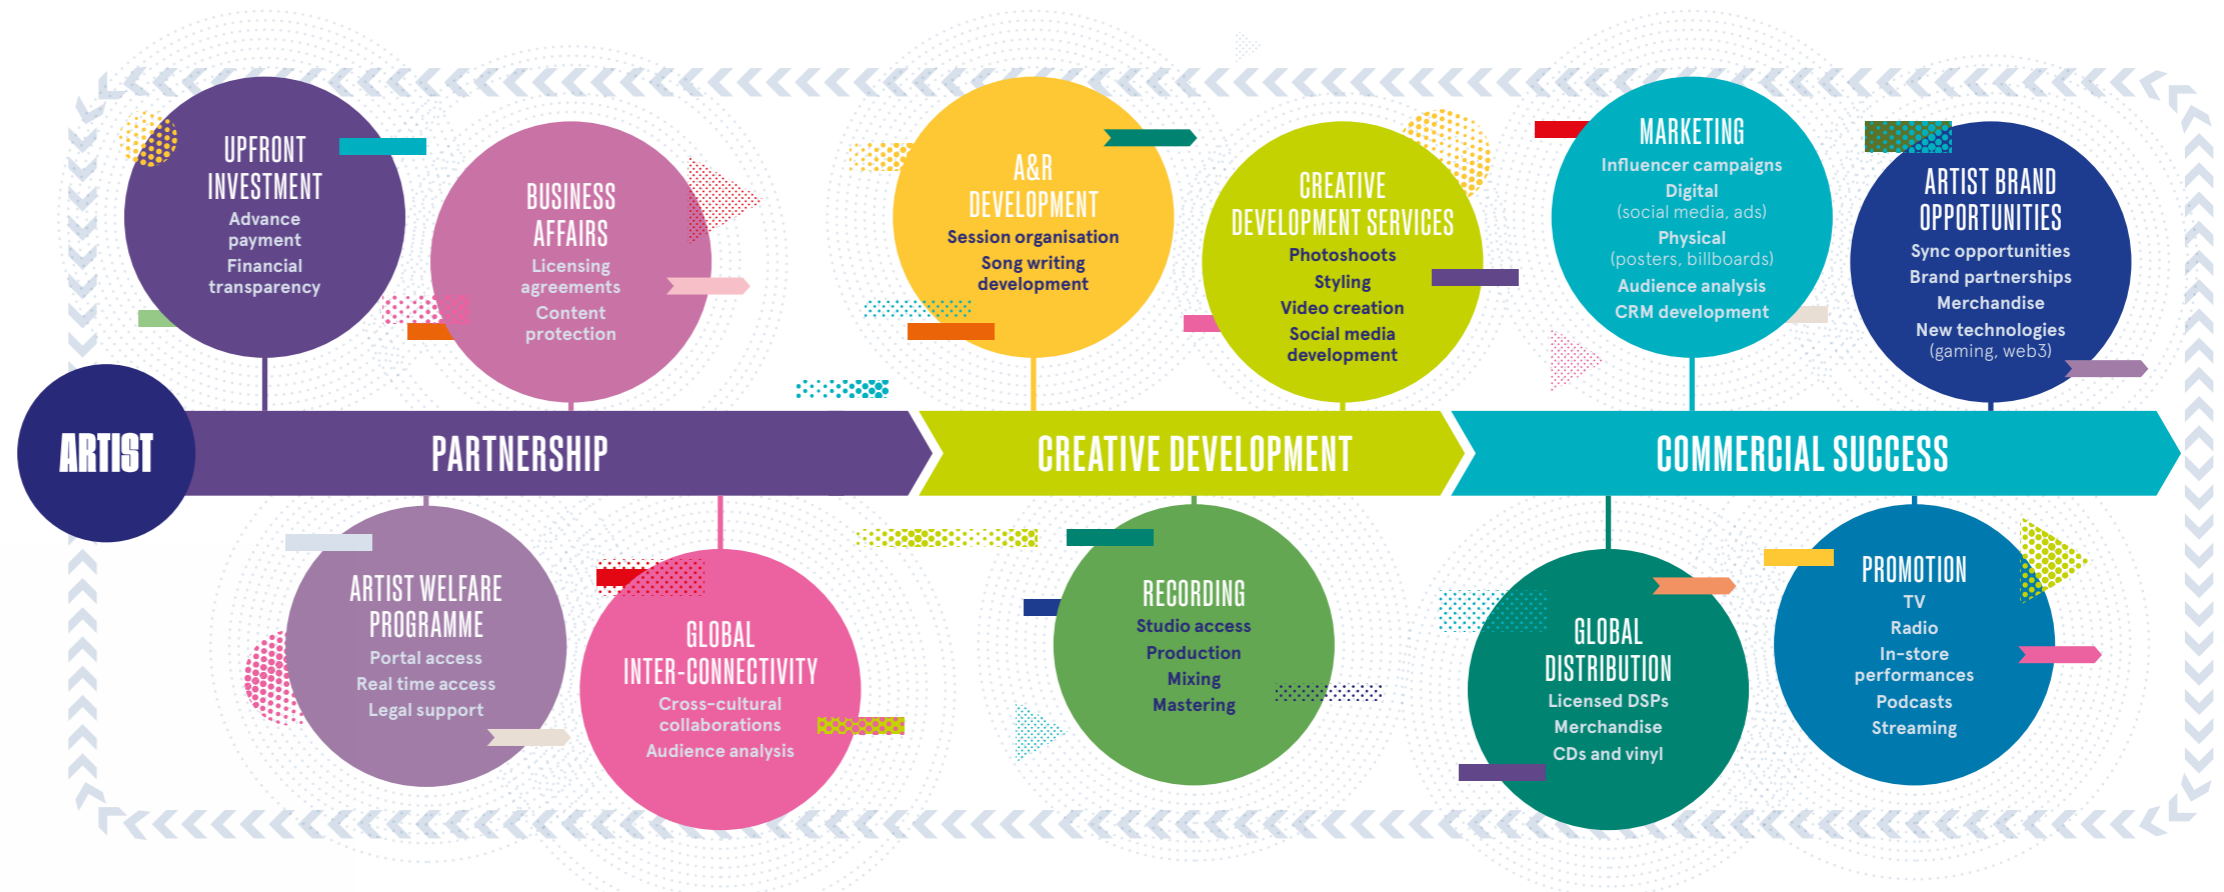 UPFRONT
INVESTMENT
Advance
payment
Financial
transparency
BUSINESS
AFFAIRS
Licensing
agreements
Content
protection
A&R
DEVELOPMENT
Session organisation
Song writing
development
CREATIVE
DEVELOPMENT SERVICES
Photoshoots
Styling
Video creation
Social media
development
MARKETING
Influencer campaigns
Digital
(social media, ads)
Physical
(posters, billboards)
Audience analysis
CRM development
ARTIST BRAND
OPPORTUNITIES
Sync opportunities
Brand partnerships
Merchandise
New technologies
(gaming, web3)
ARTIST
PARTNERSHIP
CREATIVE DEVELOPMENT
COMMERCIAL SUCCESS
ARTIST WELFARE
PROGRAMME
Portal access
Real time access
Legal support
GLOBAL
INTER-CONNECTIVITY
Cross-cultural
collaborations
Audience analysis
RECORDING
Studio access
Production
Mixing
Mastering
GLOBAL
DISTRIBUTION
Licensed DSPs
Merchandise
CDs and vinyl
PROMOTION
TV
Radio
In-store
performances
Podcasts
Streaming